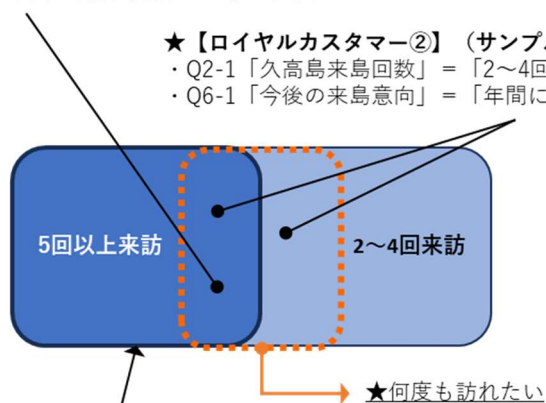 ★【ロイヤルカスタマー②】（サンプ
・Q2-1「久高島来島回数」＝「2～4回
・Q6-1「今後の来島意向」＝「年間に
5回以上来訪
2～4回来訪
★何度も訪れたい